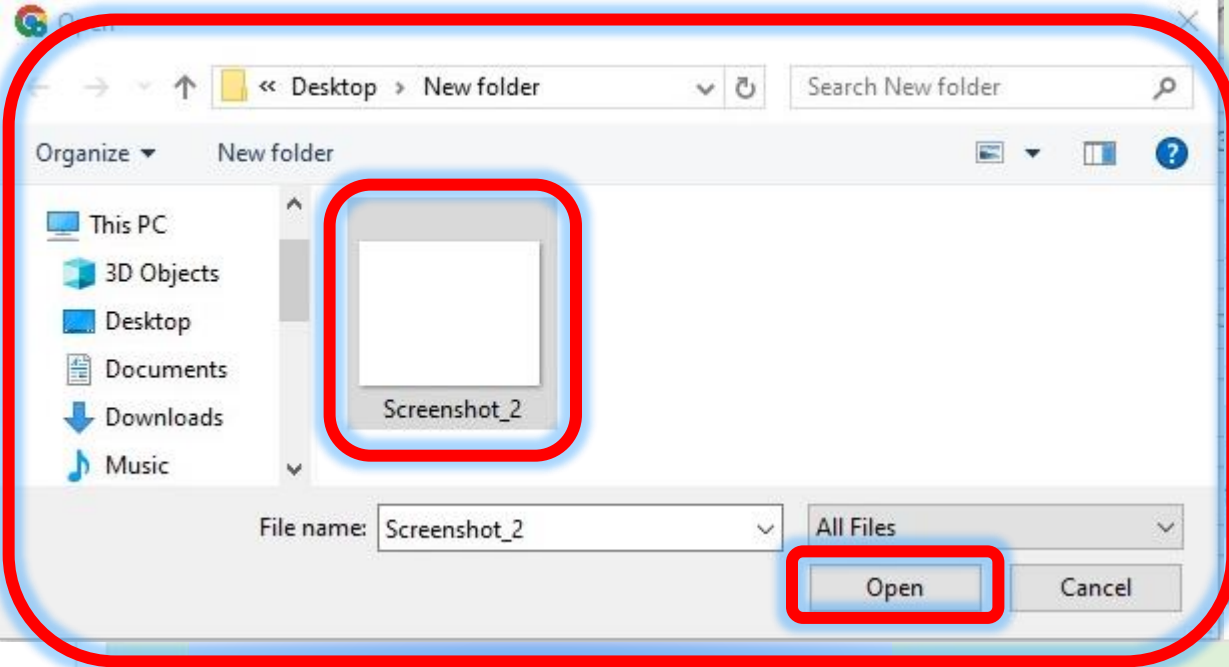 Open
« Desktop > New folder
Search New folder
Organize
New folder
This PC
3D Objects
Desktop
Documents
Downloads
Music
Screenshot_2
File name: Screenshot_2
All Files
Open
Cancel